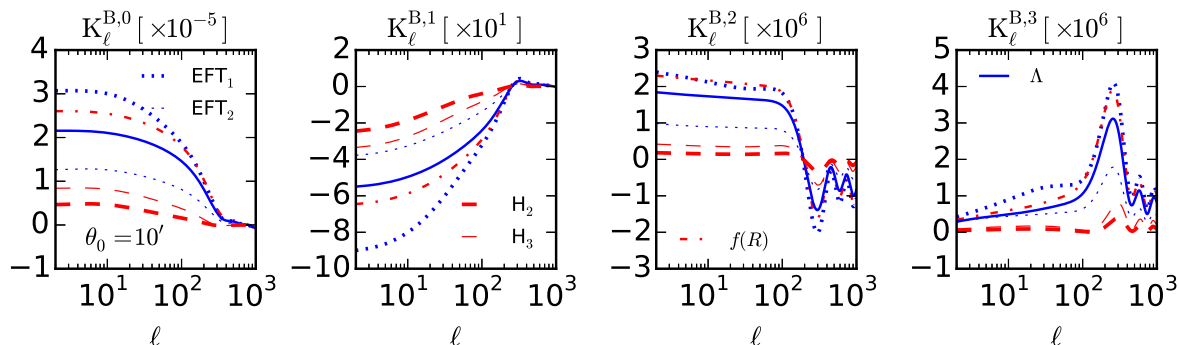 K_ℓ^{B,0} [×10^{-5}]
4
3
2
1
0
−1
EFT_1
EFT_2
θ_0 = 10′
10^1 10^2 10^3
ℓ
K_ℓ^{B,1} [×10^1]
2
0
−2
−4
−6
−8
−10
H_2
H_3
10^1 10^2 10^3
ℓ
K_ℓ^{B,2} [×10^6]
3
2
1
0
−1
−2
−3
f(R)
10^1 10^2 10^3
ℓ
K_ℓ^{B,3} [×10^6]
5
4
3
2
1
0
−1
Λ
10^1 10^2 10^3
ℓ